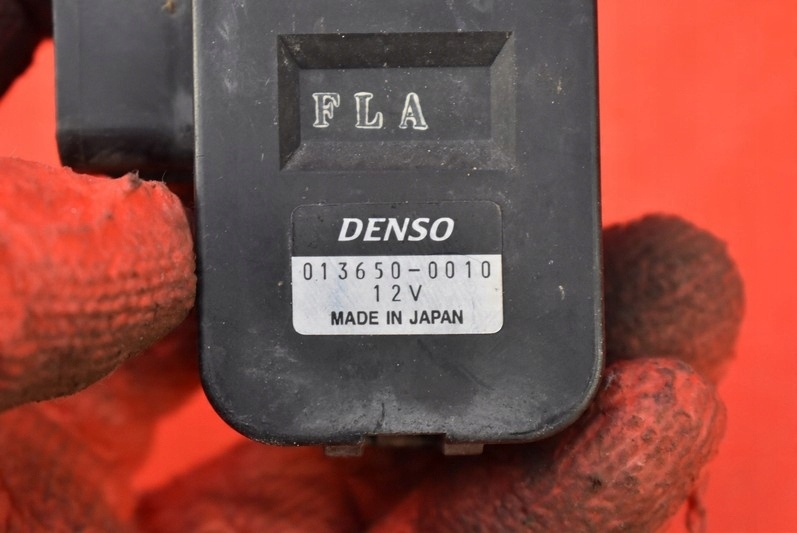 FLA
DENSO
013650-0010
12V
MADE IN JAPAN